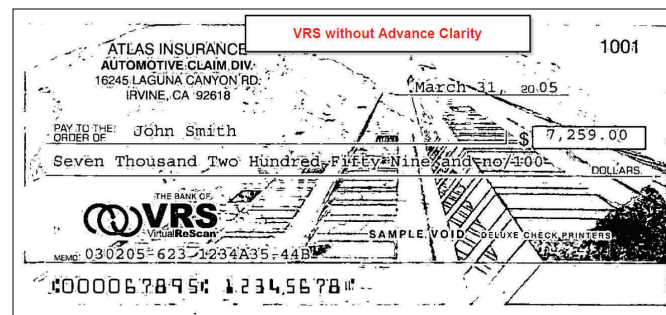 VRS without Advance Clarity
ATLAS INSURANCE
1001
AUTOMOTIVE CLAIM DIV.
16245 LAGUNA CANYON RD.
IRVINE, CA 92618
March 31, 2005
PAY TO THE
ORDER OF John Smith $ 7,259.00
Seven Thousand Two Hundred Fifty Nine and no/100 DOLLARS
THE BANK OF
VRS
VirtualReScan
SAMPLE VOID DELUXE CHECK PRINTERS
MEMO 030205-623-1234A35-44B
⑆000067895⑆ 12345678⑈